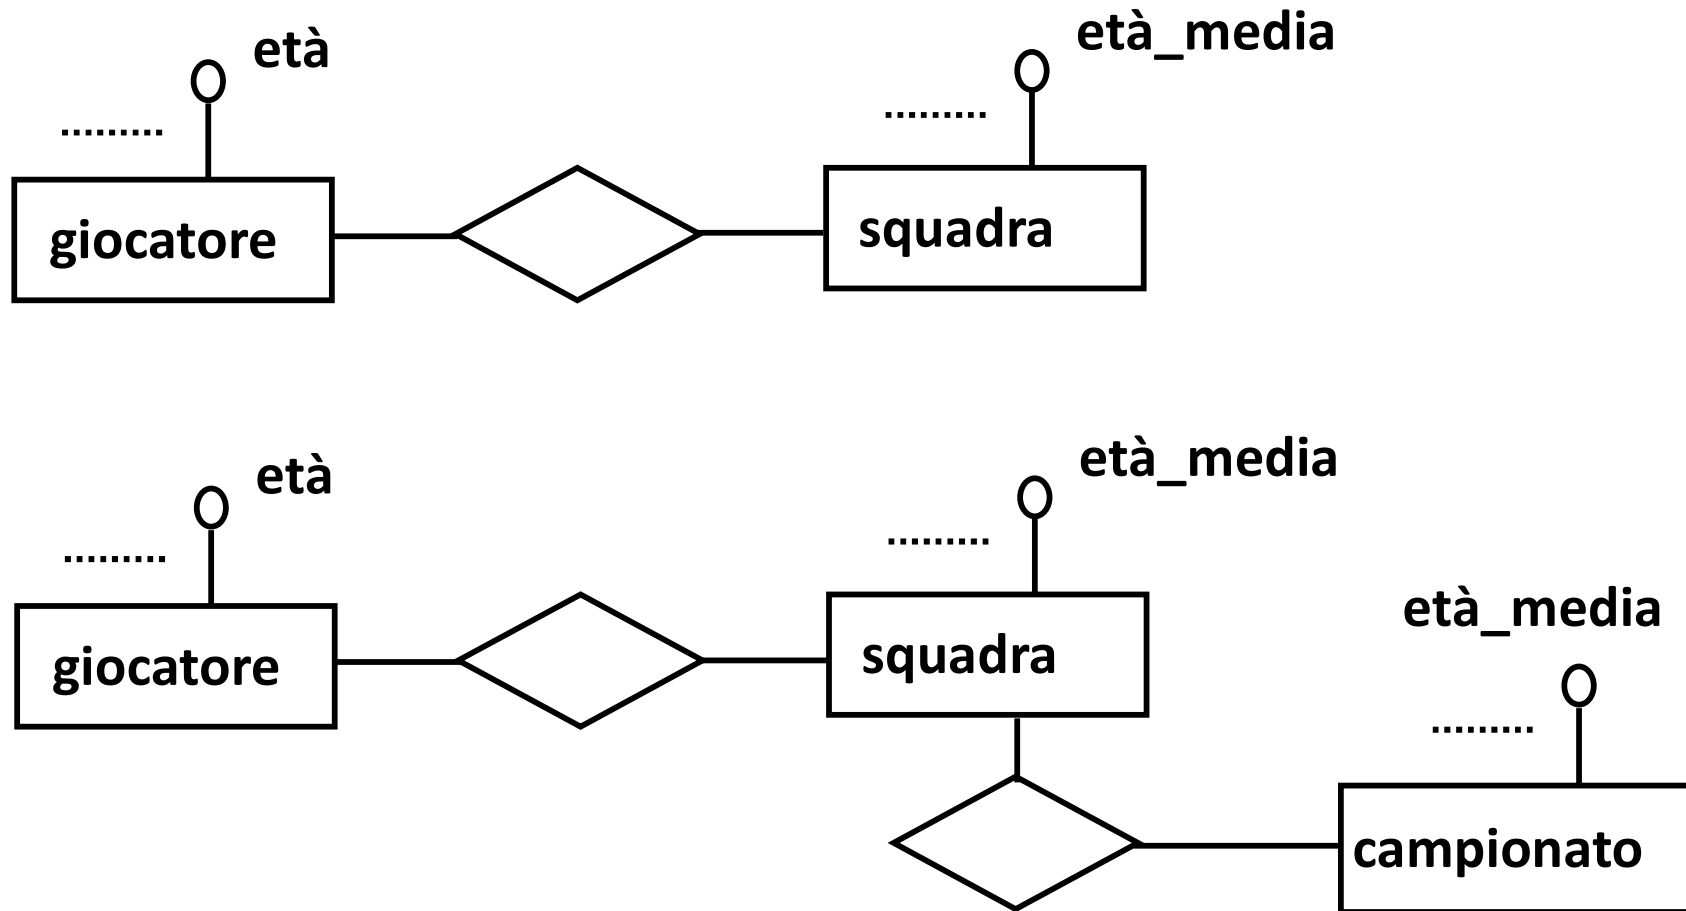 età
età_media
.........
.........
giocatore
squadra
età
età_media
.........
.........
giocatore
squadra
età_media
.........
campionato